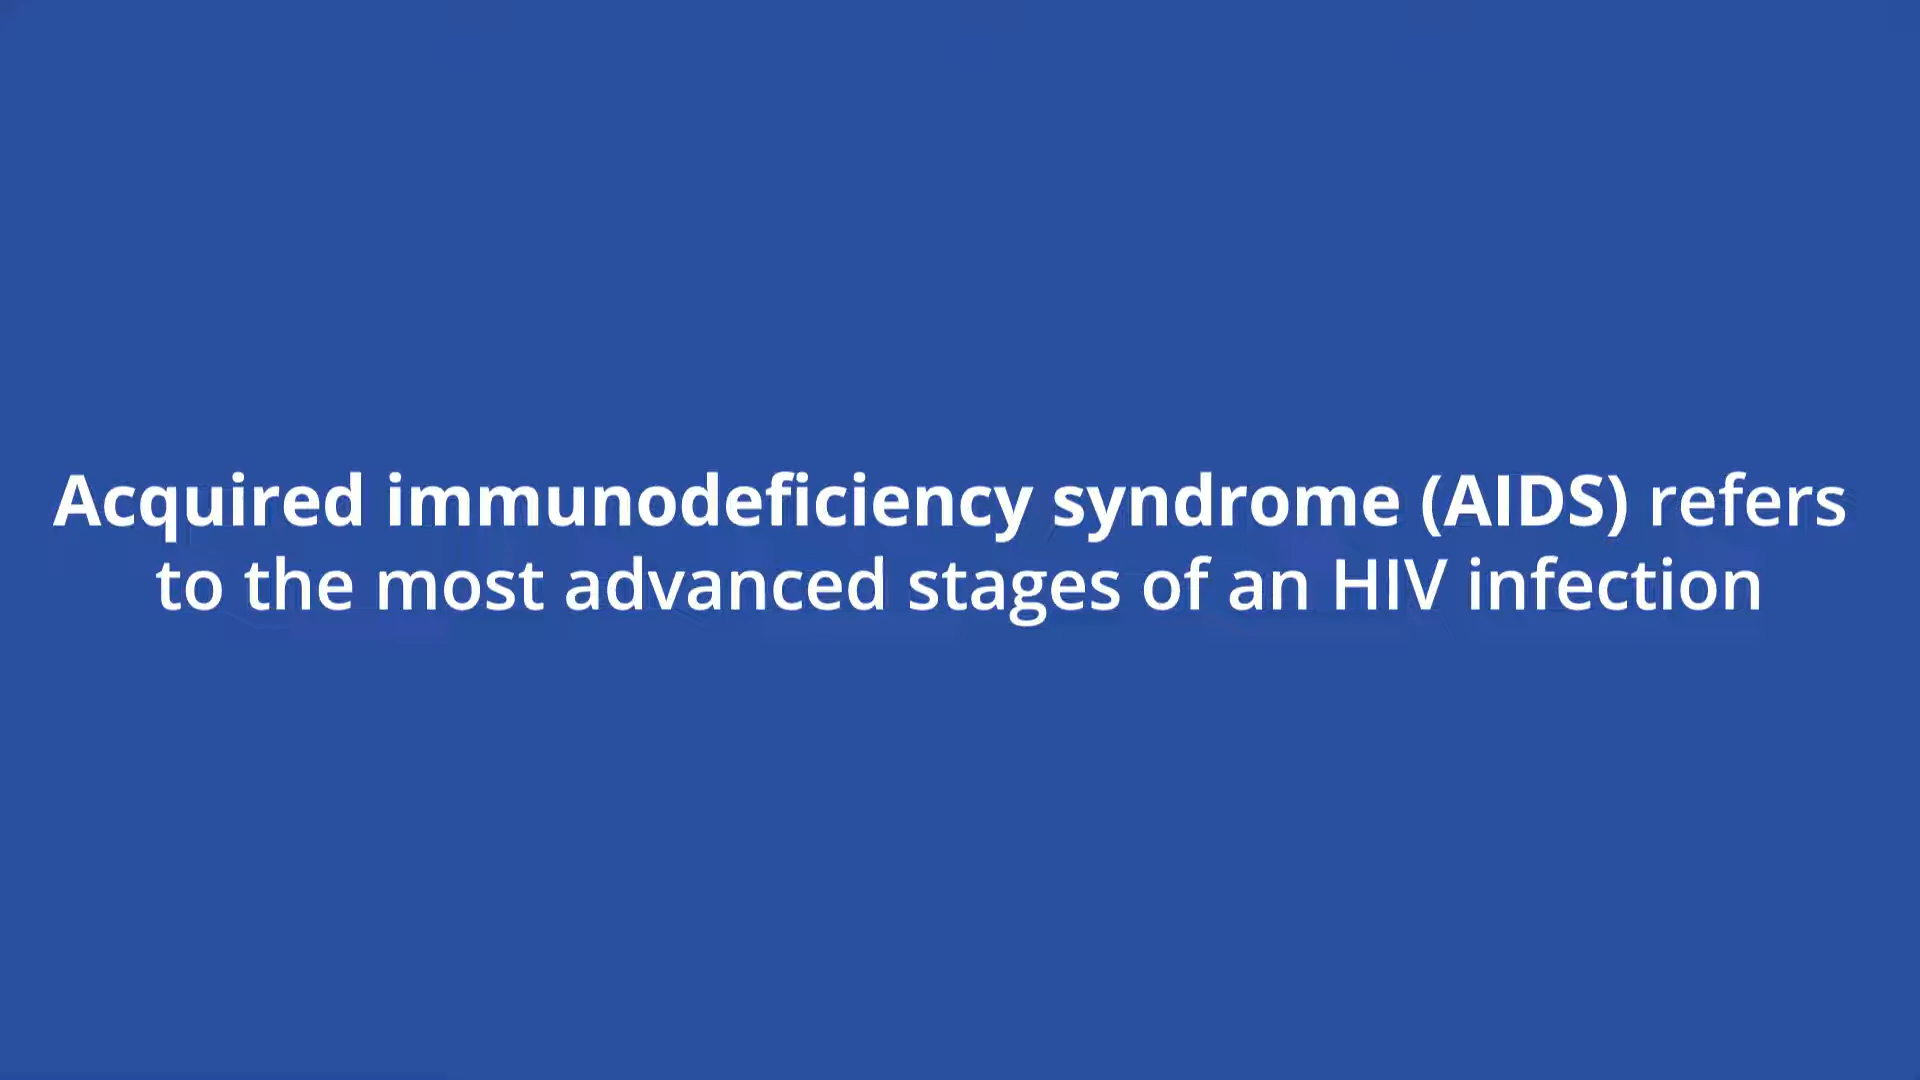 Acquired immunodeficiency syndrome (AIDS) refers
to the most advanced stages of an HIV infection